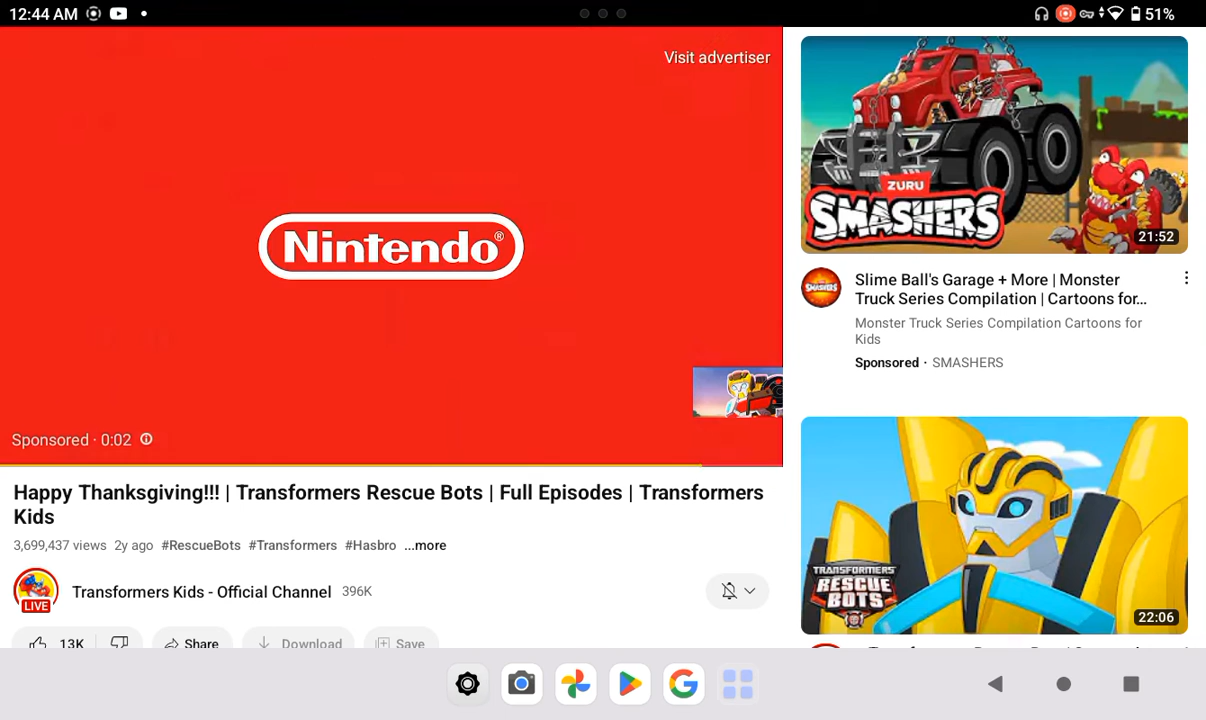 12:44 AM
51%
Visit advertiser
Nintendo®
Sponsored · 0:02
Happy Thanksgiving!!! | Transformers Rescue Bots | Full Episodes | Transformers
Kids
3,699,437 views 2y ago #RescueBots #Transformers #Hasbro ...more
LIVE
Transformers Kids - Official Channel 396K
13K
Share
Download
Save
ZURU
SMASHERS
21:52
SMASHERS
Slime Ball's Garage + More | Monster
Truck Series Compilation | Cartoons for...
Monster Truck Series Compilation Cartoons for
Kids
Sponsored · SMASHERS
TRANSFORMERS
RESCUE
BOTS
22:06